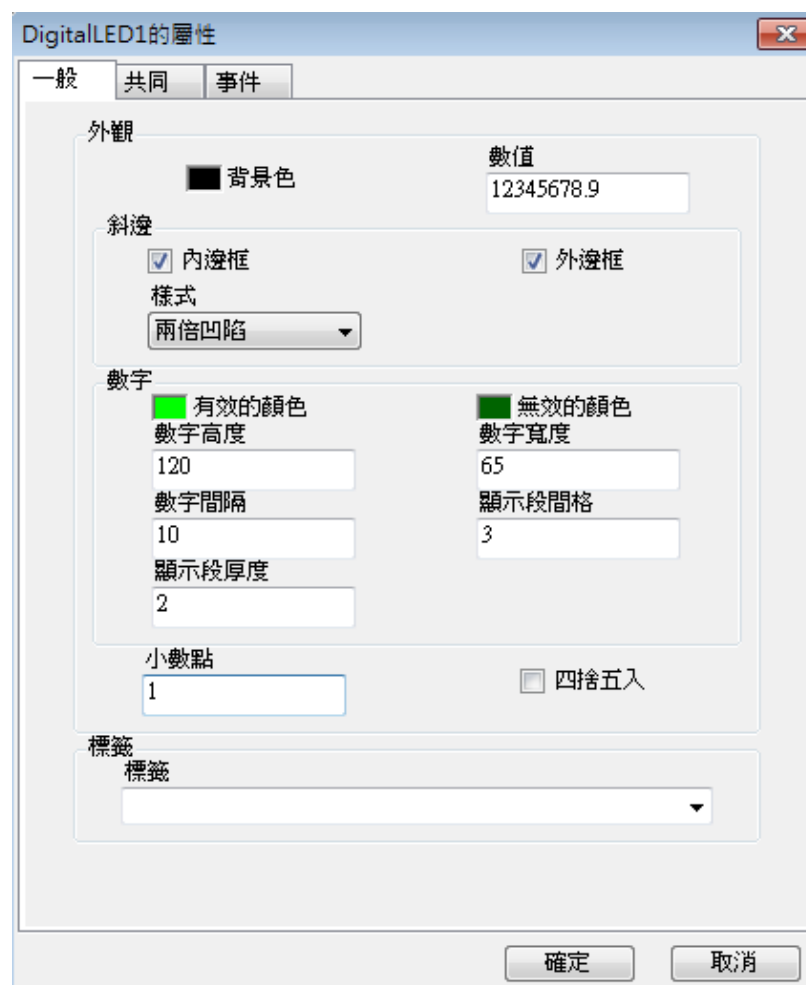 DigitalLED1的屬性
一般 共同 事件
外觀
背景色
數值
12345678.9
斜邊
內邊框 外邊框
樣式
兩倍凹陷
數字
有效的顏色 無效的顏色
數字高度 數字寬度
120 65
數字間隔 顯示段間格
10 3
顯示段厚度
2
小數點
1
四捨五入
標籤
標籤
確定 取消